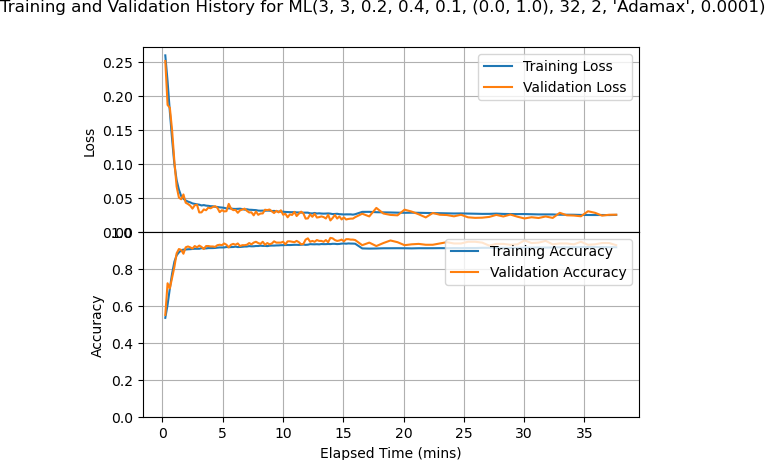 Training and Validation History for ML(3, 3, 0.2, 0.4, 0.1, (0.0, 1.0), 32, 2, 'Adamax', 0.0001)
0.25
0.20
0.15
0.10
0.05
0.00
Loss
Training Loss
Validation Loss
1.0
0.8
0.6
0.4
0.2
0.0
Accuracy
Training Accuracy
Validation Accuracy
0 5 10 15 20 25 30 35
Elapsed Time (mins)